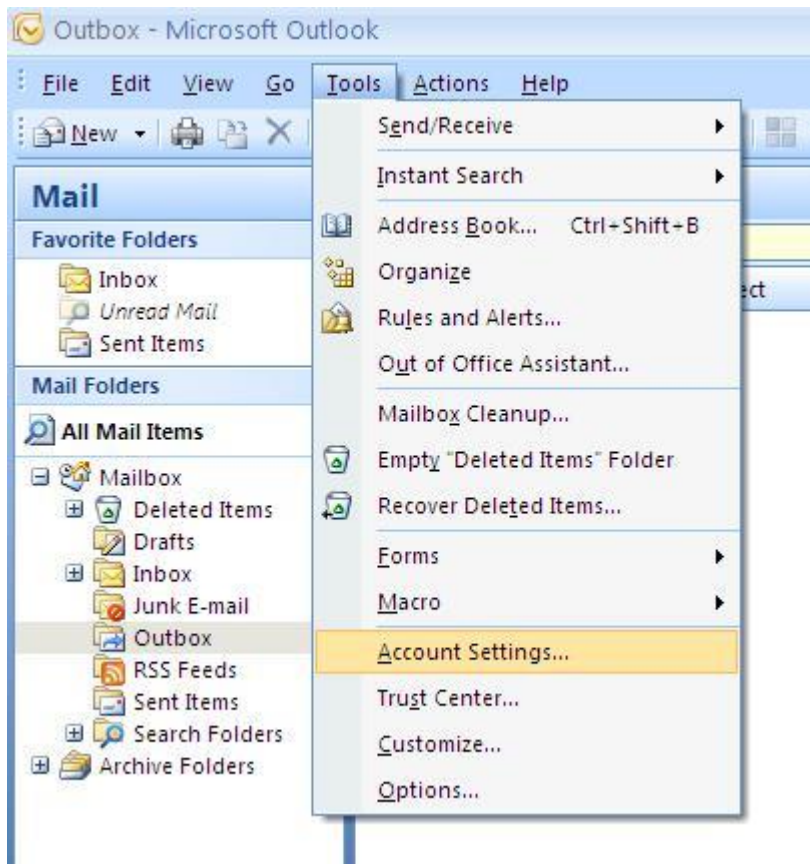 Outbox - Microsoft Outlook
File Edit View Go Tools Actions Help
New
Mail
Favorite Folders
Inbox
Unread Mail
Sent Items
Mail Folders
All Mail Items
Mailbox
Deleted Items
Drafts
Inbox
Junk E-mail
Outbox
RSS Feeds
Sent Items
Search Folders
Archive Folders
Send/Receive
Instant Search
Address Book... Ctrl+Shift+B
Organize
Rules and Alerts...
Out of Office Assistant...
Mailbox Cleanup...
Empty "Deleted Items" Folder
Recover Deleted Items...
Forms
Macro
Account Settings...
Trust Center...
Customize...
Options...
ect